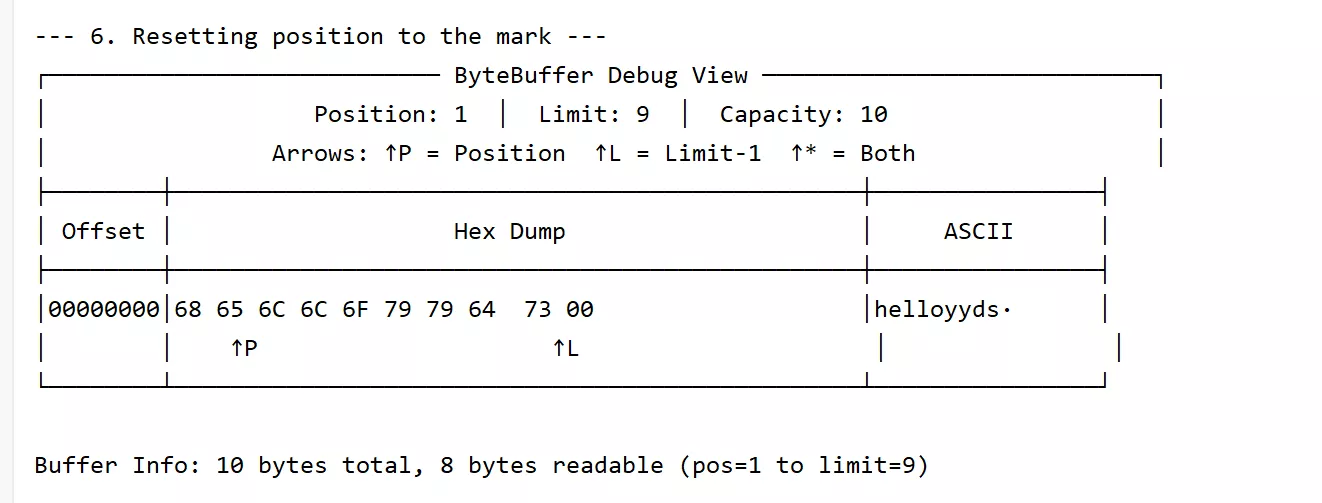 --- 6. Resetting position to the mark ---
┌──────────────────────────── ByteBuffer Debug View ────────────────────────────┐
│                   Position: 1  │  Limit: 9  │  Capacity: 10                   │
│                Arrows: ↑P = Position  ↑L = Limit-1  ↑* = Both                 │
├────────┼─────────────────────────────────────────────────┼────────────────┤
│ Offset │                    Hex Dump                     │     ASCII      │
├────────┼─────────────────────────────────────────────────┼────────────────┤
│00000000│68 65 6C 6C 6F 79 79 64  73 00                   │helloyyds·      │
│        │    ↑P                     ↑L                     │                │
└────────┴─────────────────────────────────────────────────┴────────────────┘
Buffer Info: 10 bytes total, 8 bytes readable (pos=1 to limit=9)